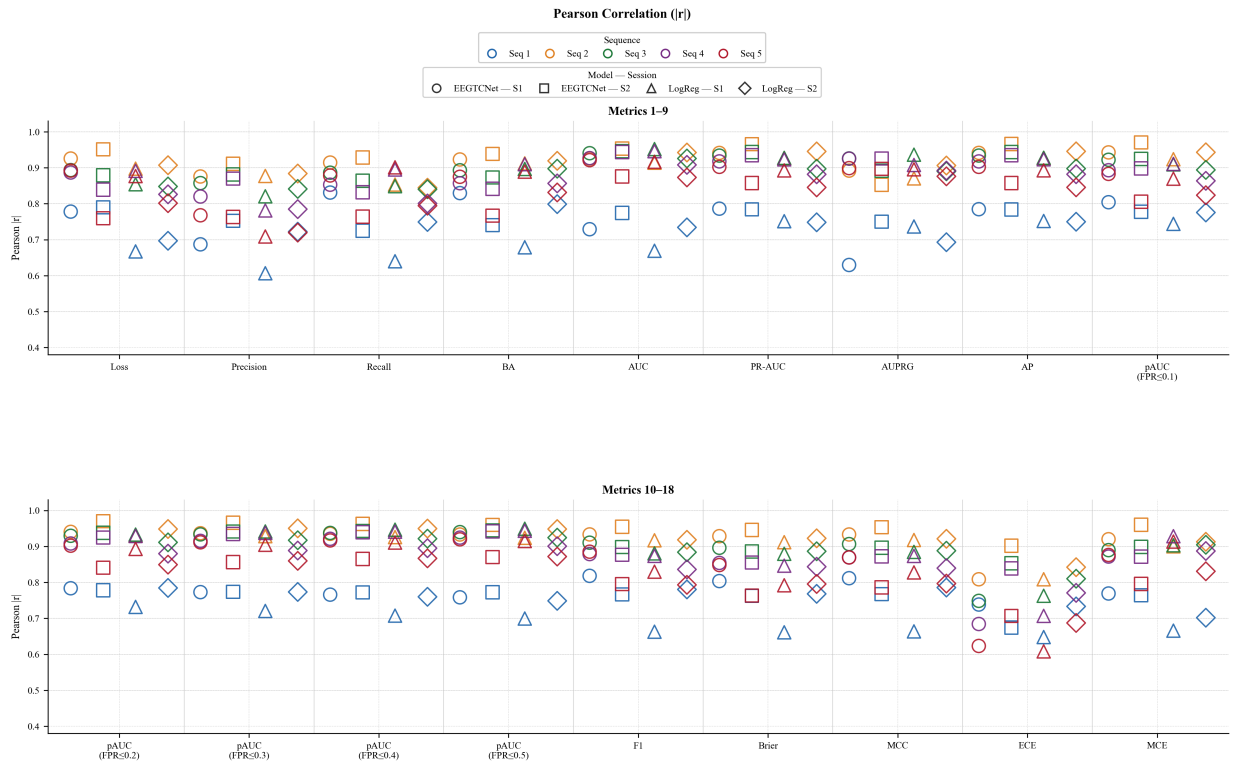 Pearson Correlation (|r|)
Sequence
Seq 1 Seq 2 Seq 3 Seq 4 Seq 5
Model — Session
EEGTCNet — S1 EEGTCNet — S2 LogReg — S1 LogReg — S2
Metrics 1–9
Pearson |r|
1.0
0.9
0.8
0.7
0.6
0.5
0.4
Loss Precision Recall BA AUC PR-AUC AUPRG AP pAUC
(FPR≤0.1)
Metrics 10–18
Pearson |r|
1.0
0.9
0.8
0.7
0.6
0.5
0.4
pAUC pAUC pAUC pAUC F1 Brier MCC ECE MCE
(FPR≤0.2) (FPR≤0.3) (FPR≤0.4) (FPR≤0.5)